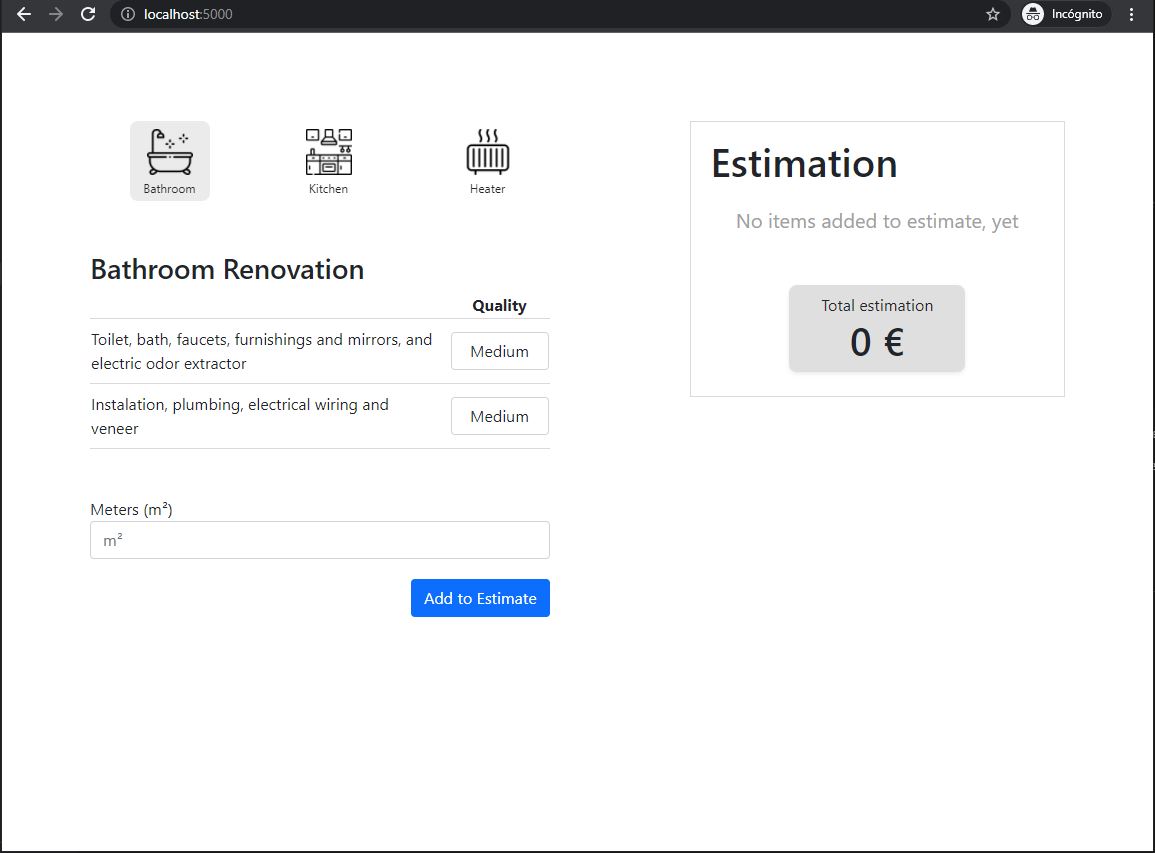 localhost:5000
Incógnito
Bathroom
Kitchen
Heater
Bathroom Renovation
Quality
Toilet, bath, faucets, furnishings and mirrors, and
electric odor extractor
Medium
Instalation, plumbing, electrical wiring and
veneer
Medium
Meters (m²)
m²
Add to Estimate
Estimation
No items added to estimate, yet
Total estimation
0 €